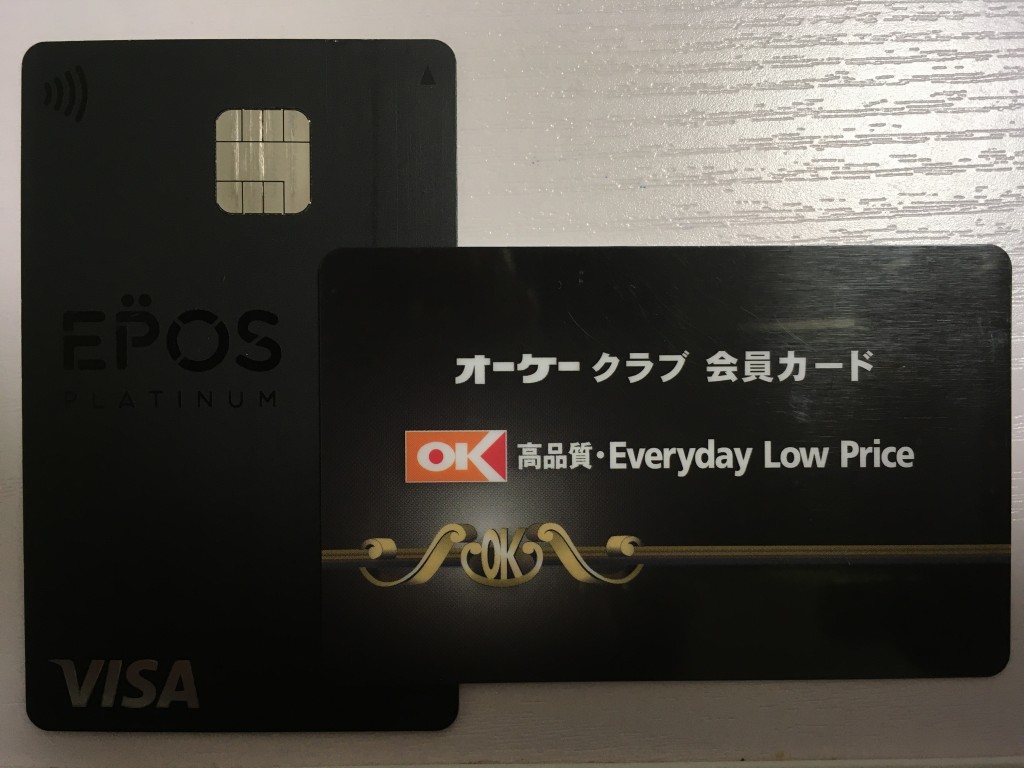 EPOS
PLATINUM
VISA
オーケー クラブ 会員カード
OK 高品質・Everyday Low Price
OK